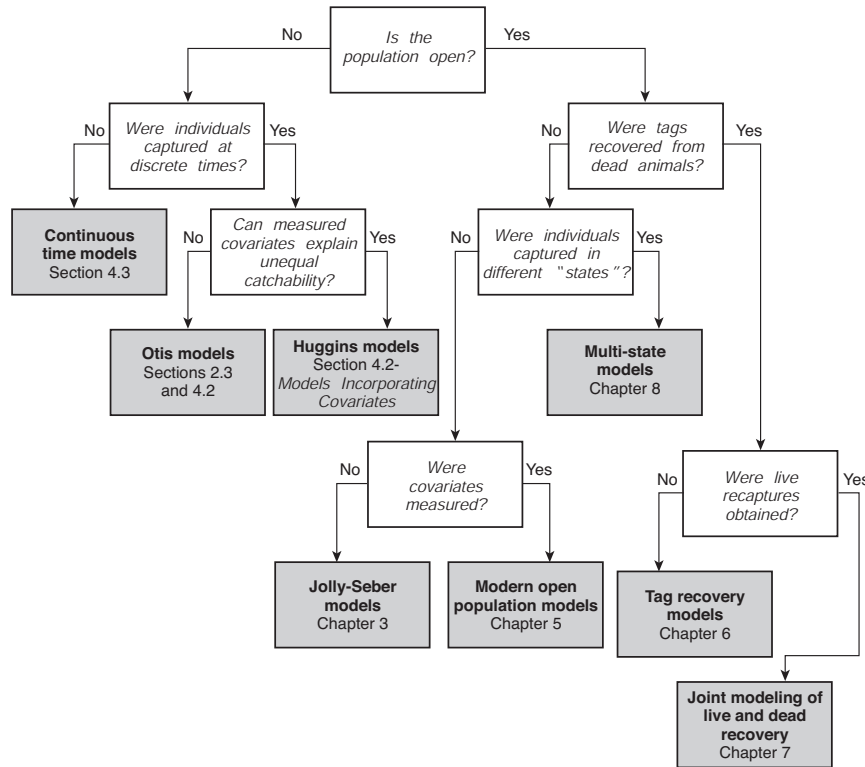 Is the
population open?
No
Yes
No
Were individuals
captured at
discrete times?
Yes
No
Were tags
recovered from
dead animals?
Yes
Continuous
time models
Section 4.3
No
Can measured
covariates explain
unequal
catchability?
Yes
No
Were individuals
captured in
different "states"?
Yes
Otis models
Sections 2.3
and 4.2
Huggins models
Section 4.2-
Models Incorporating
Covariates
Multi-state
models
Chapter 8
No
Were
covariates
measured?
Yes
No
Were live
recaptures
obtained?
Yes
Jolly-Seber
models
Chapter 3
Modern open
population models
Chapter 5
Tag recovery
models
Chapter 6
Joint modeling of
live and dead
recovery
Chapter 7